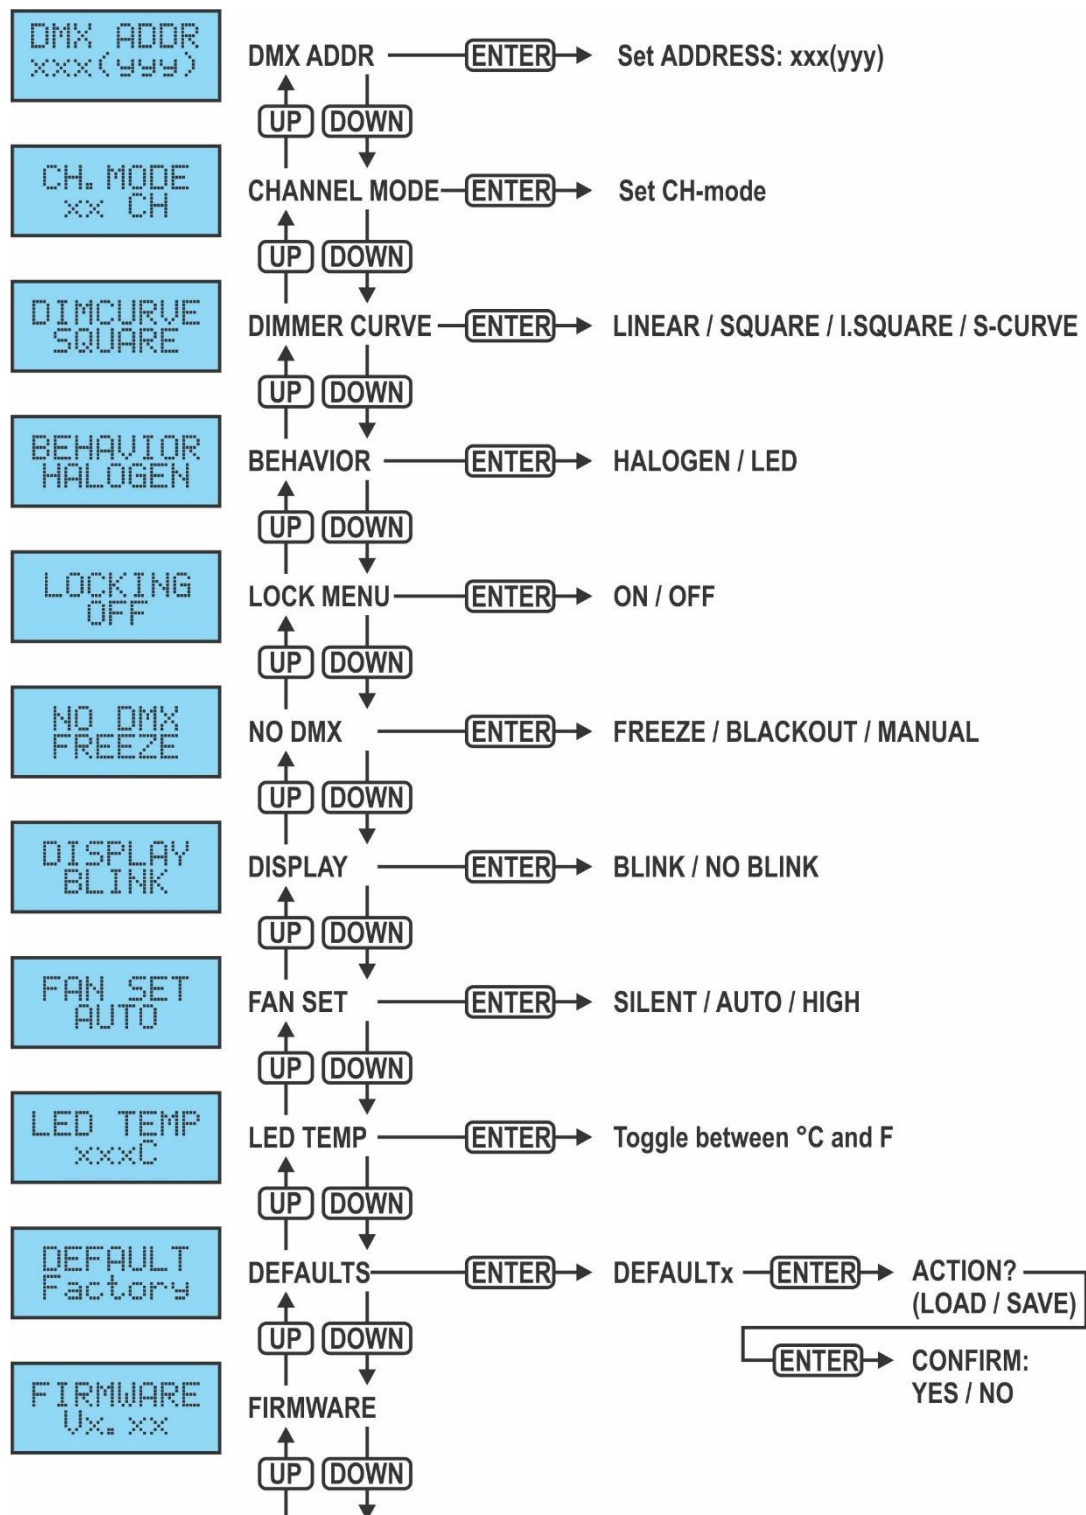 DMX ADDR
xxx(yyy)
DMX ADDR ENTER Set ADDRESS: xxx(yyy)
UP DOWN
CH. MODE
xx CH
CHANNEL MODE ENTER Set CH-mode
UP DOWN
DIMCURVE
SQUARE
DIMMER CURVE ENTER LINEAR / SQUARE / I.SQUARE / S-CURVE
UP DOWN
BEHAVIOR
HALOGEN
BEHAVIOR ENTER HALOGEN / LED
UP DOWN
LOCKING
OFF
LOCK MENU ENTER ON / OFF
UP DOWN
NO DMX
FREEZE
NO DMX ENTER FREEZE / BLACKOUT / MANUAL
UP DOWN
DISPLAY
BLINK
DISPLAY ENTER BLINK / NO BLINK
UP DOWN
FAN SET
AUTO
FAN SET ENTER SILENT / AUTO / HIGH
UP DOWN
LED TEMP
xxxC
LED TEMP ENTER Toggle between °C and F
UP DOWN
DEFAULT
Factory
DEFAULTS ENTER DEFAULTx ENTER ACTION?
(LOAD / SAVE)
UP DOWN
ENTER CONFIRM:
YES / NO
FIRMWARE
Vx.xx
FIRMWARE
UP DOWN